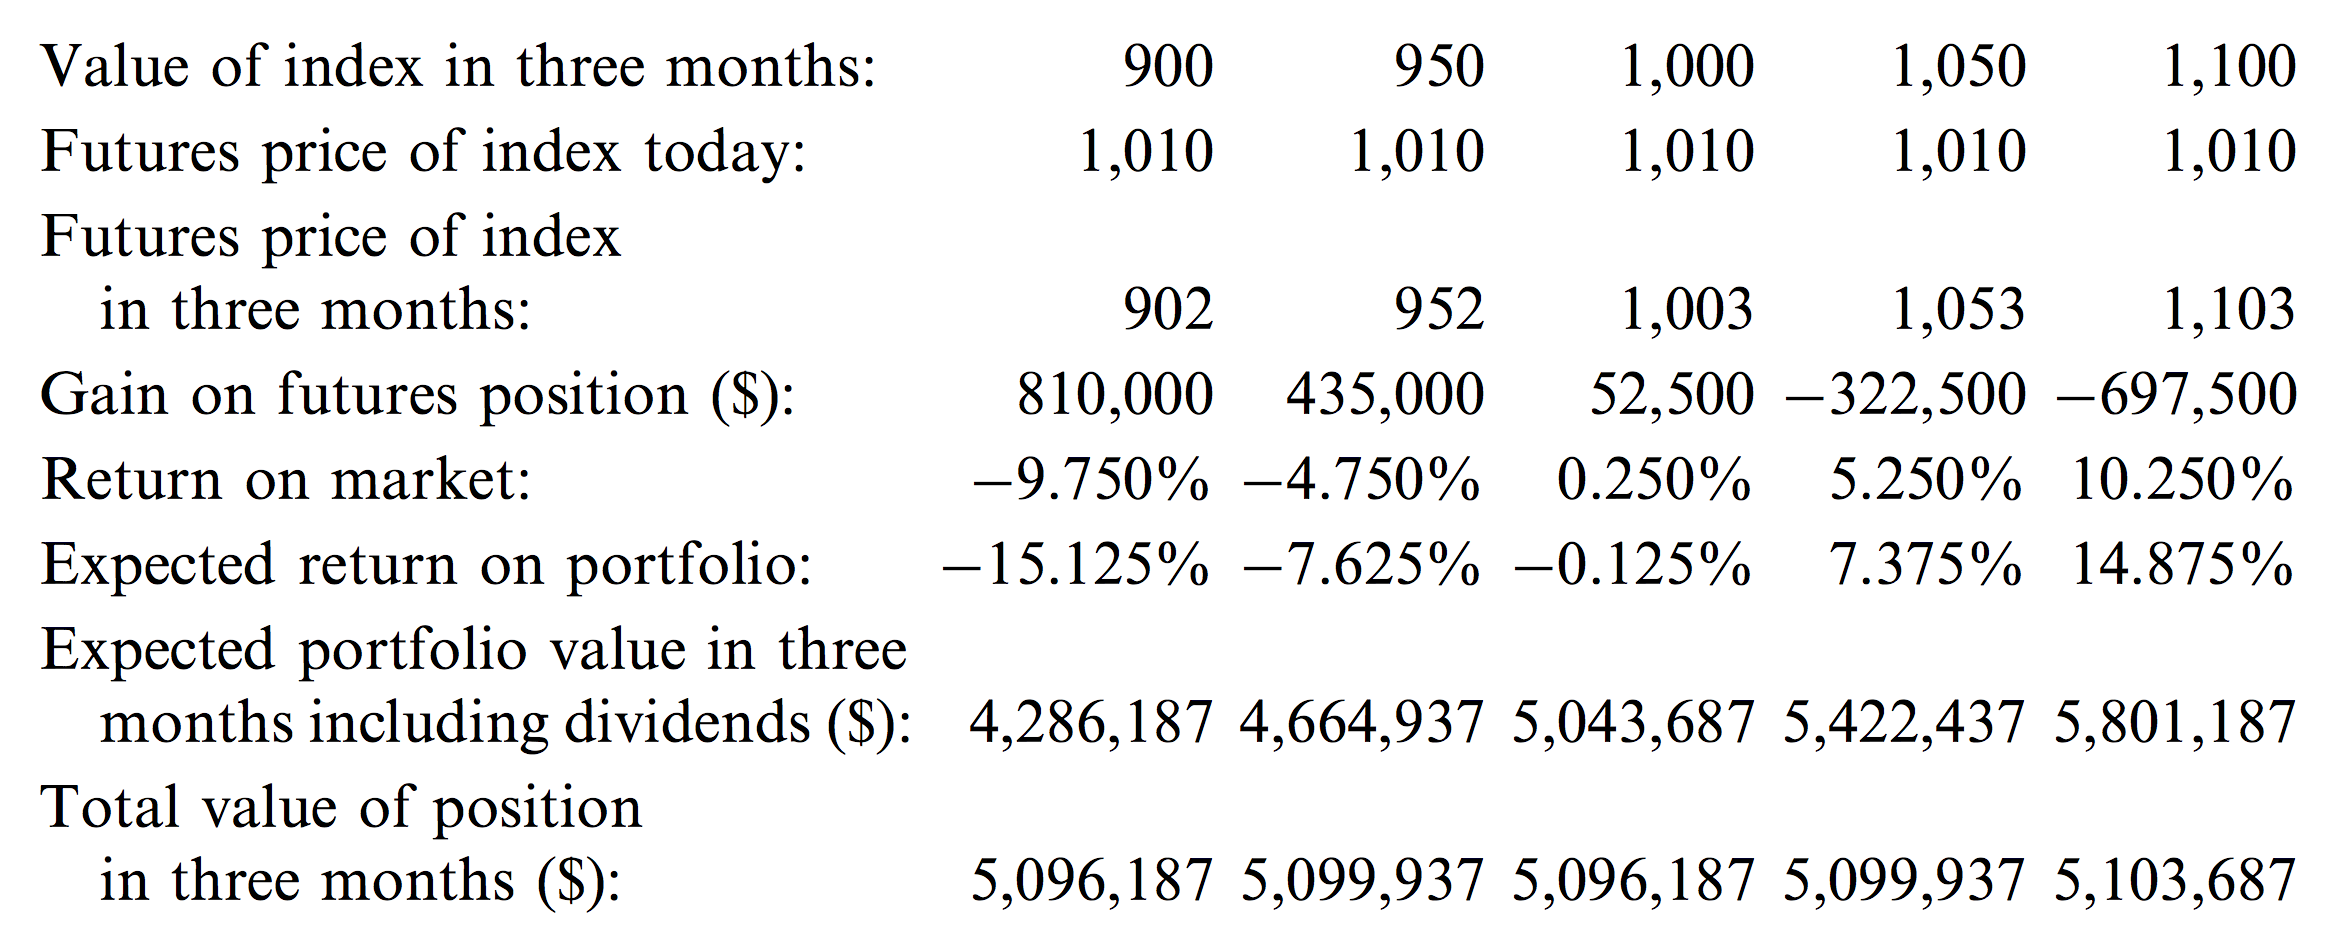 Value of index in three months: 900 950 1,000 1,050 1,100
Futures price of index today: 1,010 1,010 1,010 1,010 1,010
Futures price of index
in three months: 902 952 1,003 1,053 1,103
Gain on futures position ($): 810,000 435,000 52,500 −322,500 −697,500
Return on market: −9.750% −4.750% 0.250% 5.250% 10.250%
Expected return on portfolio: −15.125% −7.625% −0.125% 7.375% 14.875%
Expected portfolio value in three
months including dividends ($): 4,286,187 4,664,937 5,043,687 5,422,437 5,801,187
Total value of position
in three months ($): 5,096,187 5,099,937 5,096,187 5,099,937 5,103,687